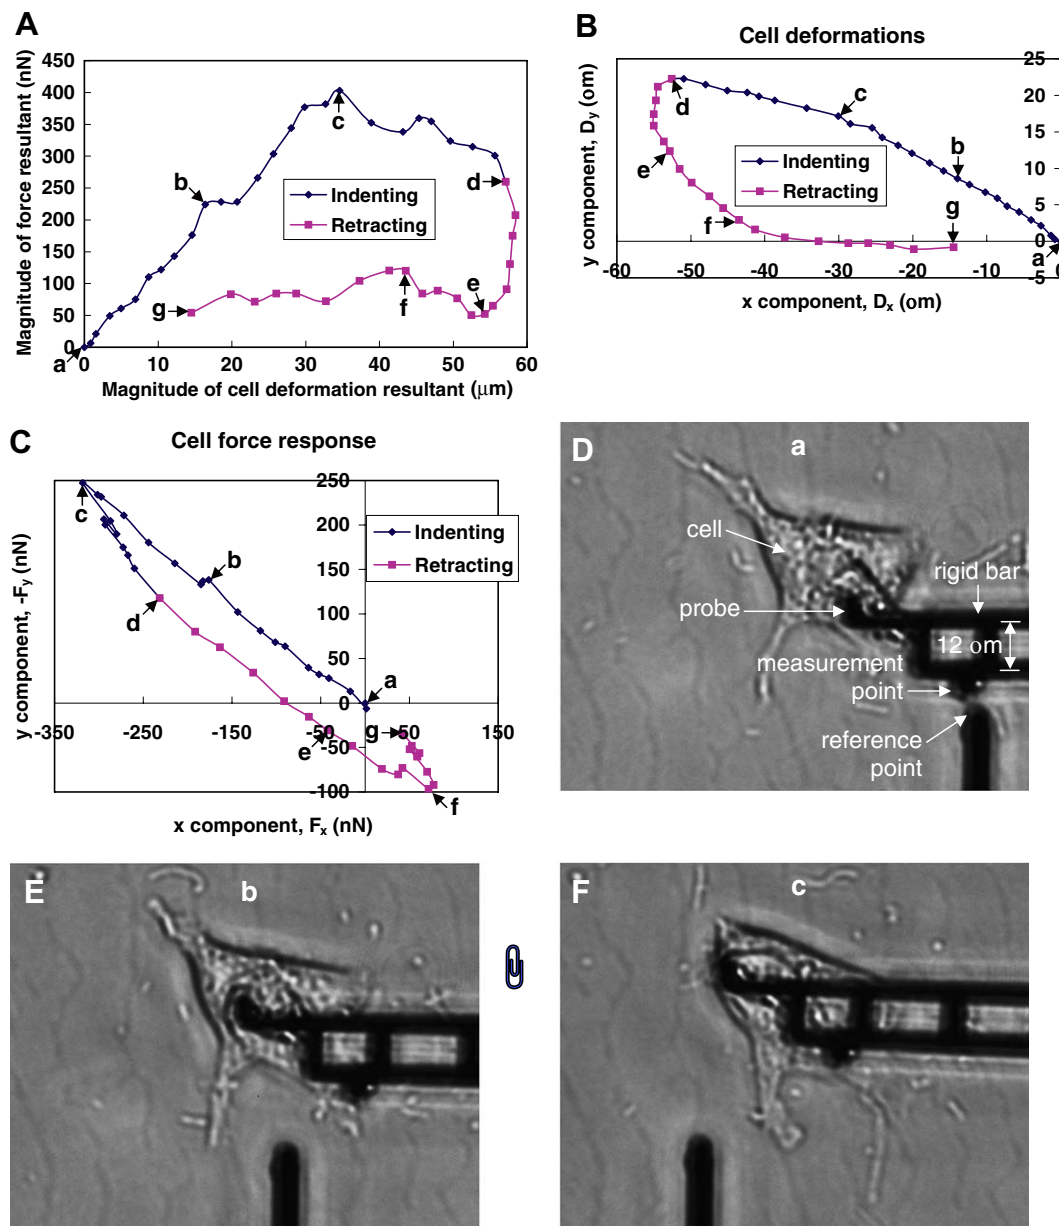 A
Magnitude of force resultant (nN)
450
400
350
300
250
200
150
100
50
0
0 10 20 30 40 50 60
Magnitude of cell deformation resultant (μm)
Indenting
Retracting
a
b
c
d
e
f
g
B
Cell deformations
y component, Dy (om)
25
20
15
10
5
0
-5
-60 -50 -40 -30 -20 -10 0
x component, Dx (om)
Indenting
Retracting
a
b
c
d
e
f
g
C
Cell force response
y component, -Fy (nN)
250
200
150
100
50
0
-50
-100
-350 -250 -150 -50 50 150
x component, Fx (nN)
Indenting
Retracting
a
b
c
d
e
f
g
D
a
cell
probe
rigid bar
12 om
measurement
point
reference
point
E
b
F
c